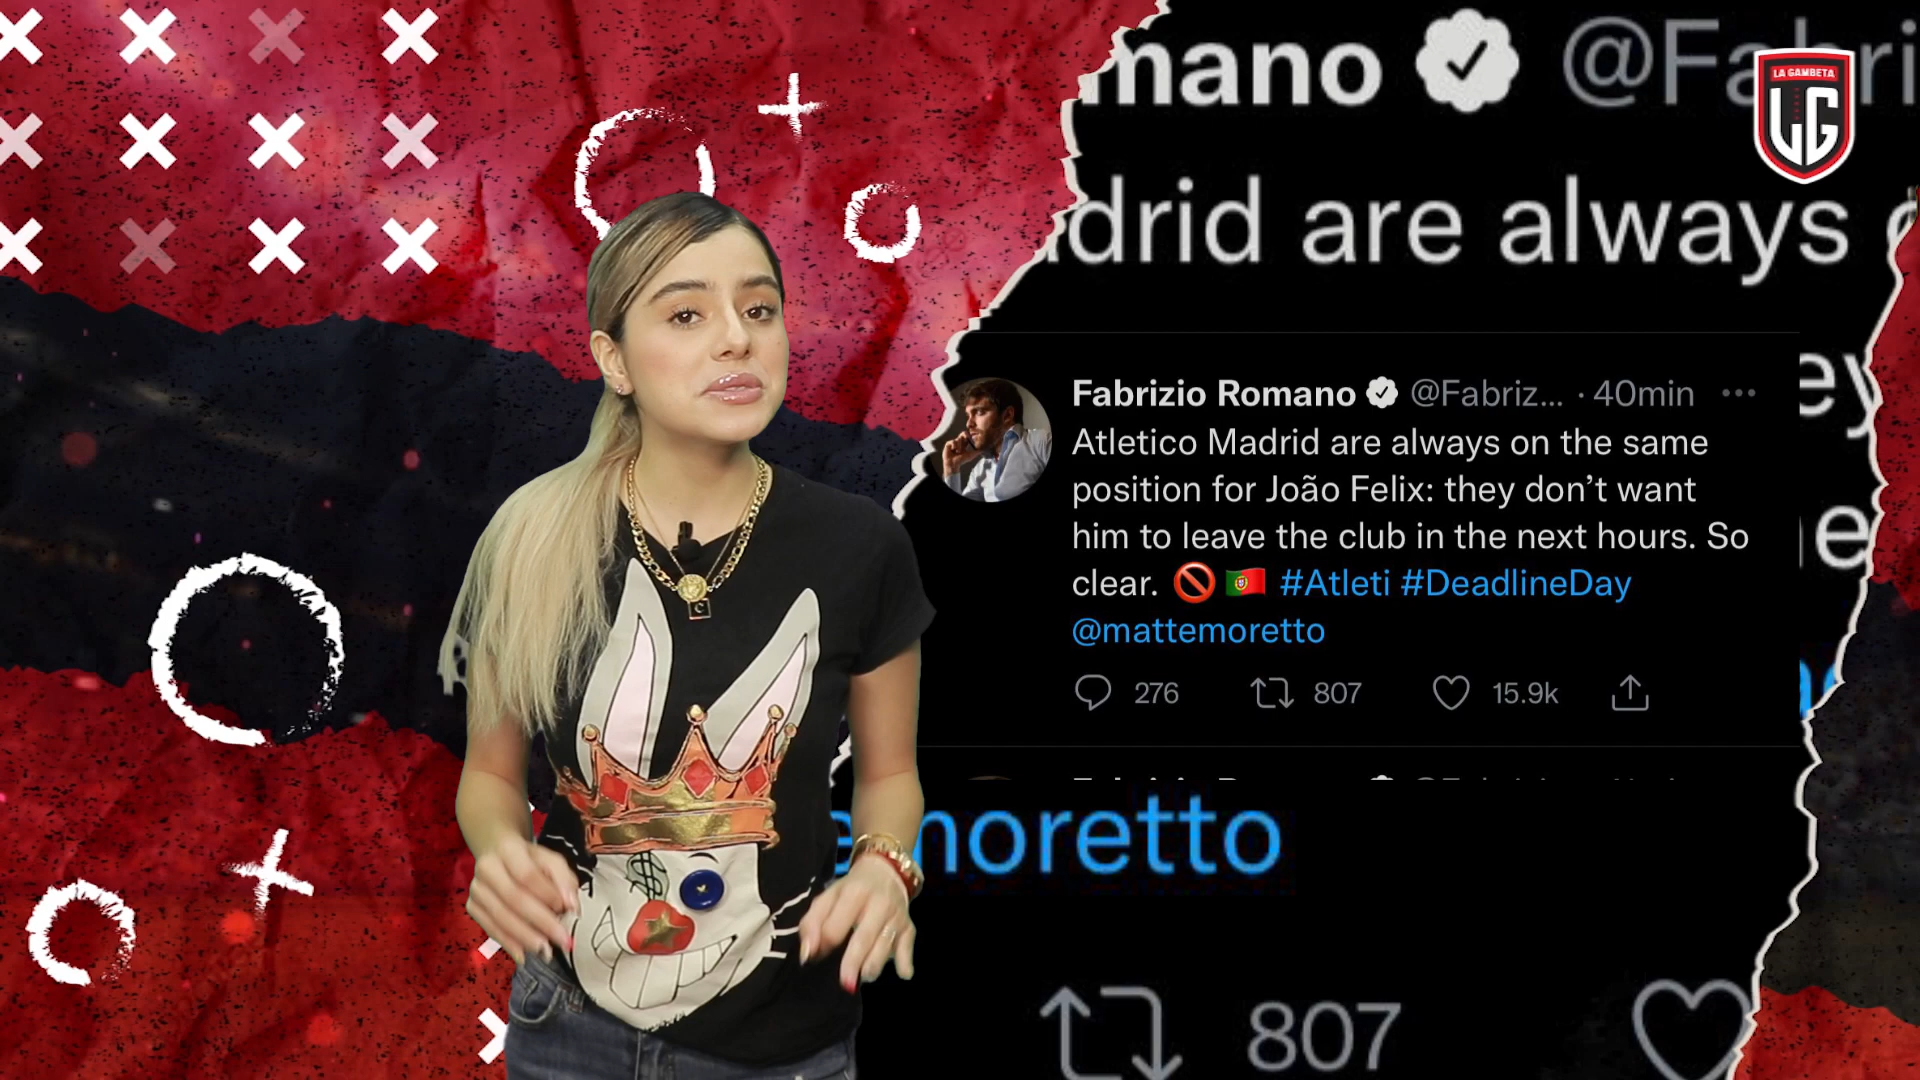 mano @Fabri
LA GAMBETA
LG
drid are always
Fabrizio Romano @Fabriz... · 40min
Atletico Madrid are always on the same
position for João Felix: they don't want
him to leave the club in the next hours. So
clear. 🚫🇵🇹 #Atleti #DeadlineDay
@mattemoretto
276 807 15.9k
ey
e
moretto
807
C